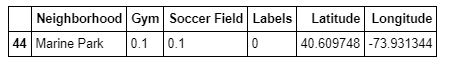 Neighborhood Gym Soccer Field Labels Latitude Longitude
44 Marine Park 0.1 0.1 0 40.609748 -73.931344